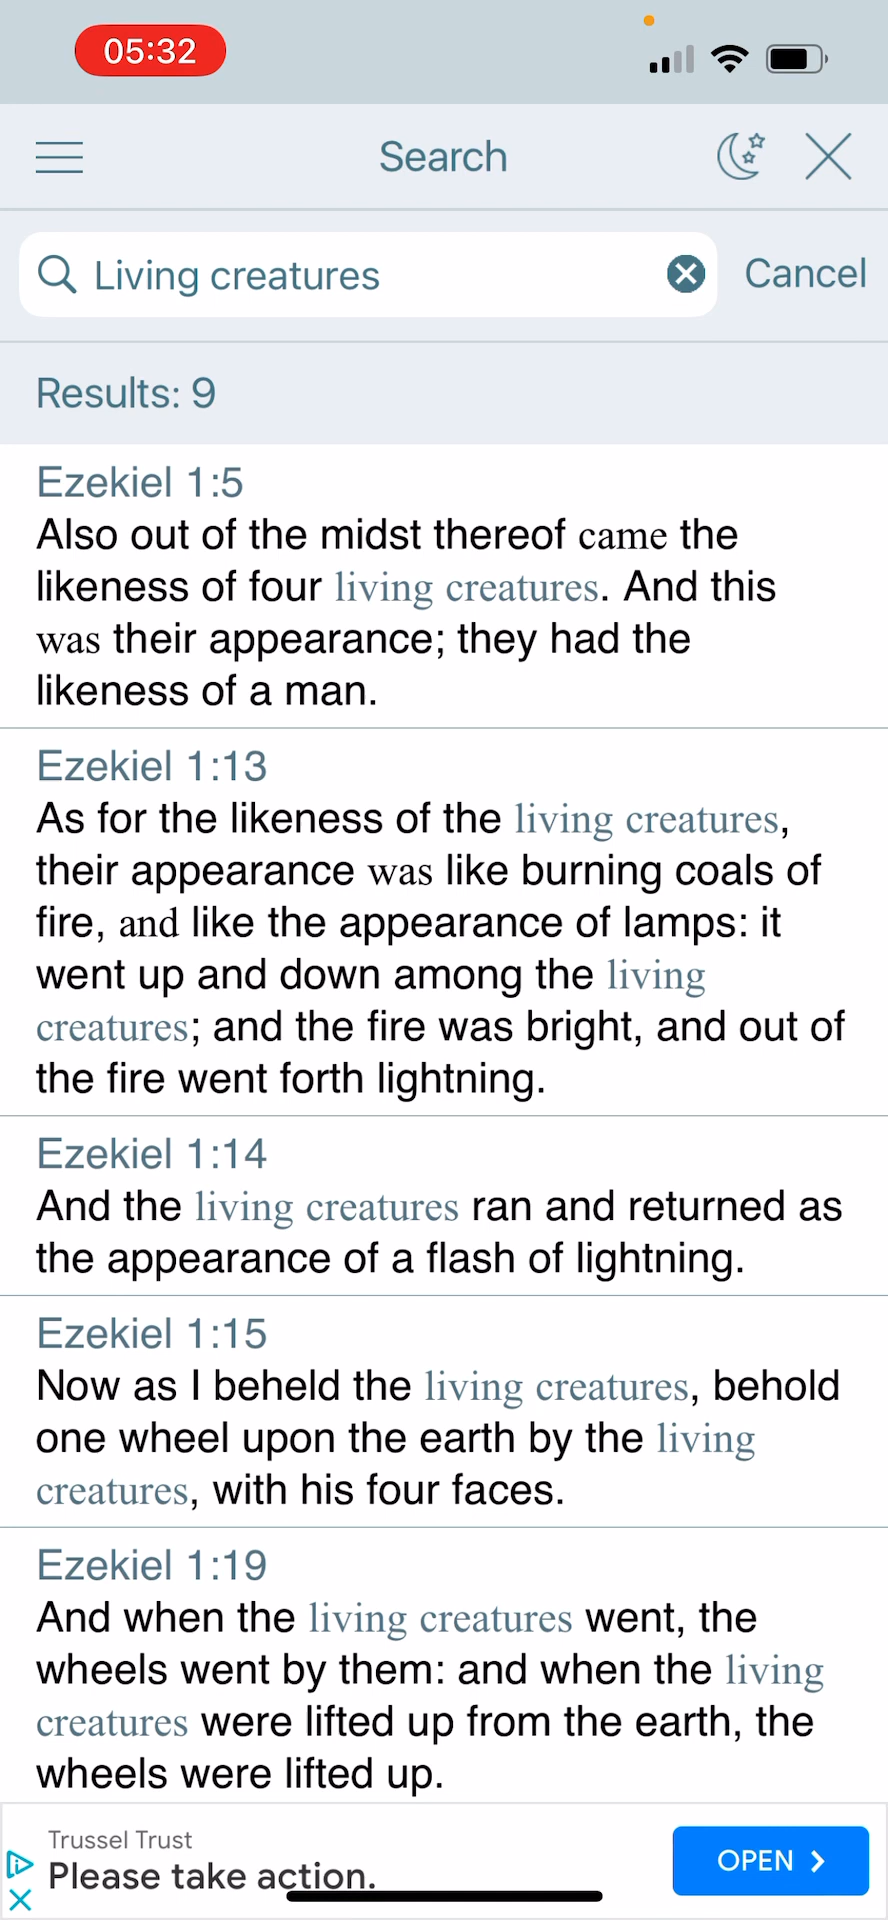 05:32
Search
Living creatures
Cancel
Results: 9
Ezekiel 1:5
Also out of the midst thereof came the
likeness of four living creatures. And this
was their appearance; they had the
likeness of a man.
Ezekiel 1:13
As for the likeness of the living creatures,
their appearance was like burning coals of
fire, and like the appearance of lamps: it
went up and down among the living
creatures; and the fire was bright, and out of
the fire went forth lightning.
Ezekiel 1:14
And the living creatures ran and returned as
the appearance of a flash of lightning.
Ezekiel 1:15
Now as I beheld the living creatures, behold
one wheel upon the earth by the living
creatures, with his four faces.
Ezekiel 1:19
And when the living creatures went, the
wheels went by them: and when the living
creatures were lifted up from the earth, the
wheels were lifted up.
Trussel Trust
Please take action.
OPEN